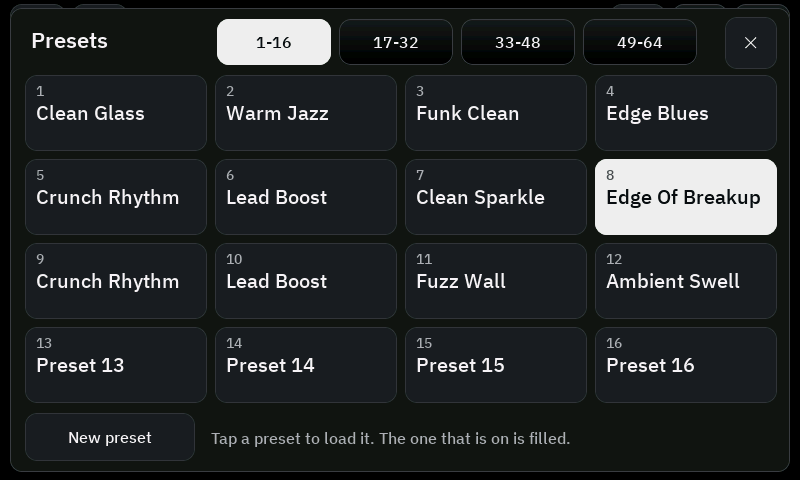 Presets
1-16
17-32
33-48
49-64
1
Clean Glass
2
Warm Jazz
3
Funk Clean
4
Edge Blues
5
Crunch Rhythm
6
Lead Boost
7
Clean Sparkle
8
Edge Of Breakup
9
Crunch Rhythm
10
Lead Boost
11
Fuzz Wall
12
Ambient Swell
13
Preset 13
14
Preset 14
15
Preset 15
16
Preset 16
New preset
Tap a preset to load it. The one that is on is filled.